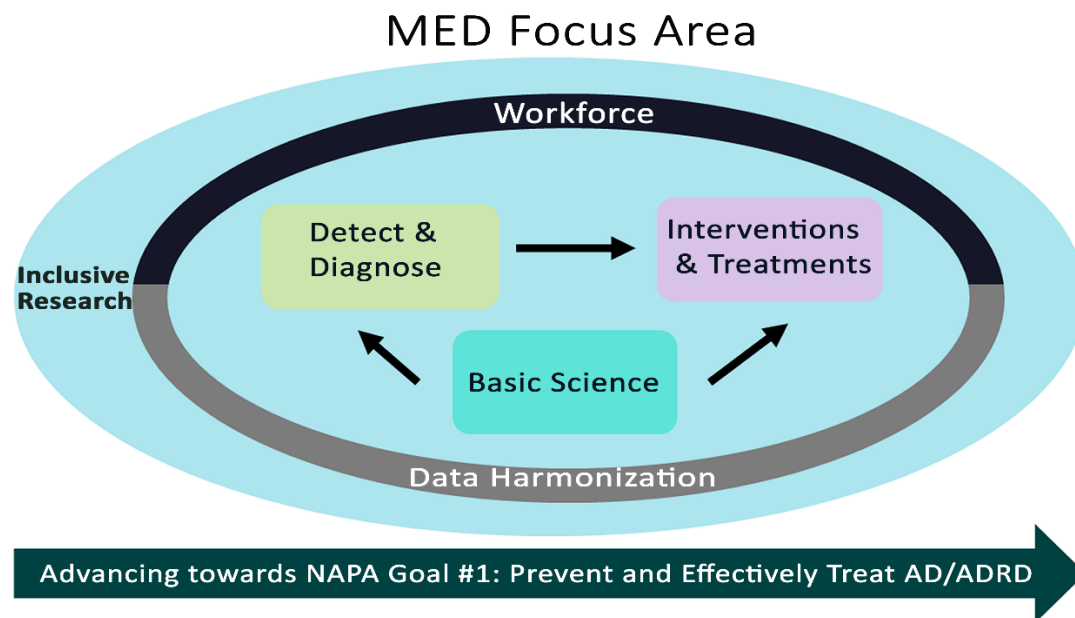 MED Focus Area
Workforce
Detect &
Diagnose
Interventions
& Treatments
Inclusive
Research
Basic Science
Data Harmonization
Advancing towards NAPA Goal #1: Prevent and Effectively Treat AD/ADRD